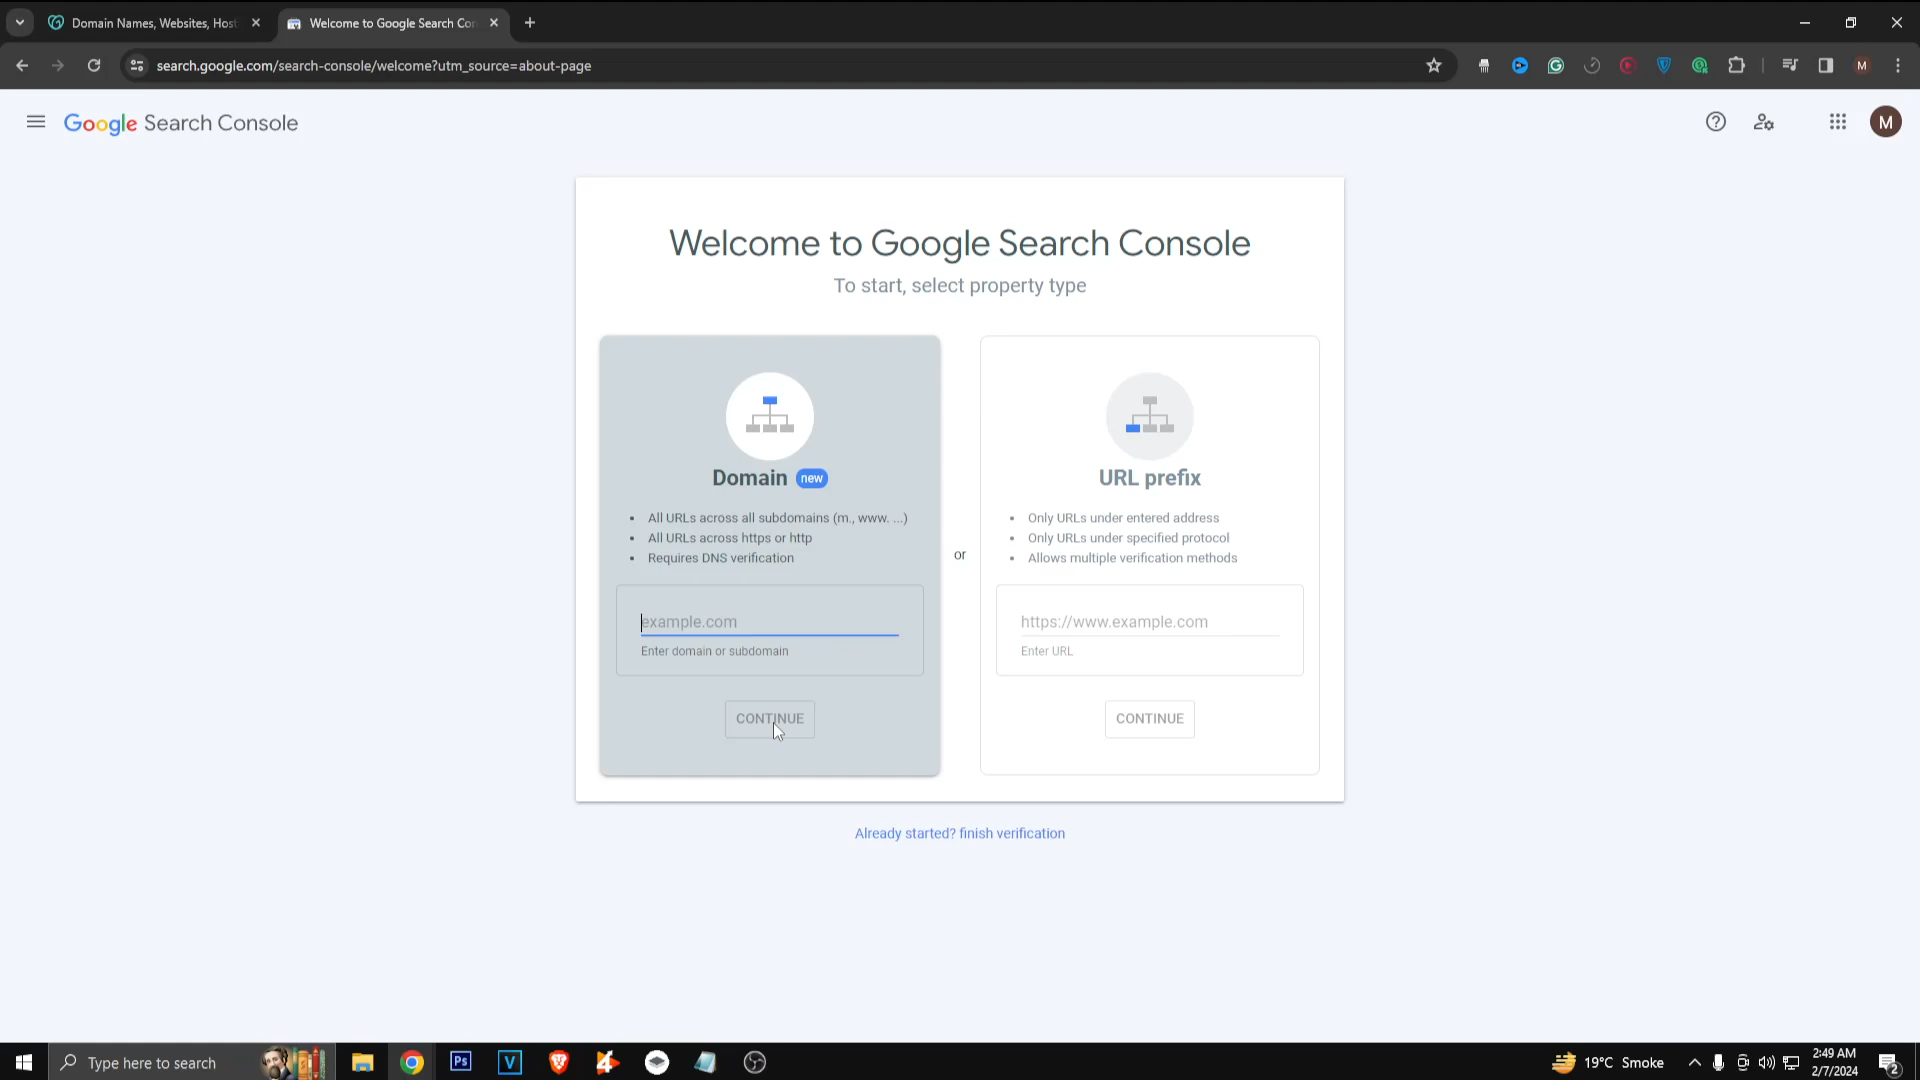 Domain Names, Websites, Host
Welcome to Google Search Con
search.google.com/search-console/welcome?utm_source=about-page
M
Google Search Console
M
Welcome to Google Search Console
To start, select property type
Domain new
• All URLs across all subdomains (m., www. ...)
• All URLs across https or http
• Requires DNS verification
example.com
Enter domain or subdomain
CONTINUE
or
URL prefix
• Only URLs under entered address
• Only URLs under specified protocol
• Allows multiple verification methods
https://www.example.com
Enter URL
CONTINUE
Already started? finish verification
Type here to search
Ps
V
4
19°C Smoke
2:49 AM
2/7/2024
2